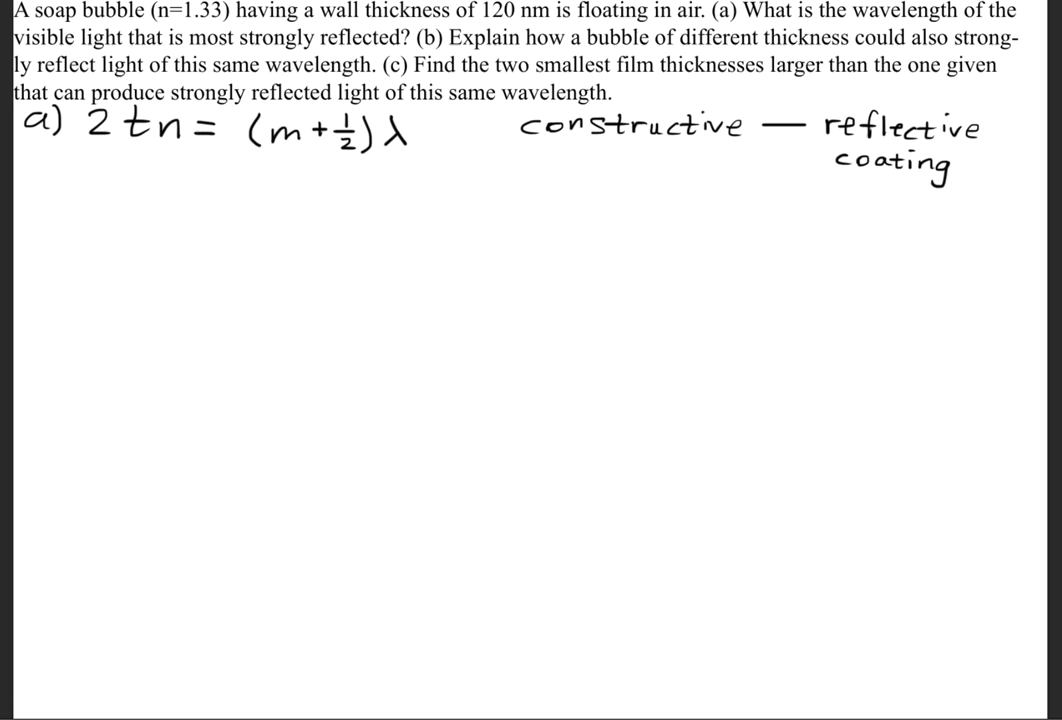 A soap bubble (n=1.33) having a wall thickness of 120 nm is floating in air. (a) What is the wavelength of the
visible light that is most strongly reflected? (b) Explain how a bubble of different thickness could also strong-
ly reflect light of this same wavelength. (c) Find the two smallest film thicknesses larger than the one given
that can produce strongly reflected light of this same wavelength.
a) 2tn = (m + 1/2) λ constructive — reflective
coating